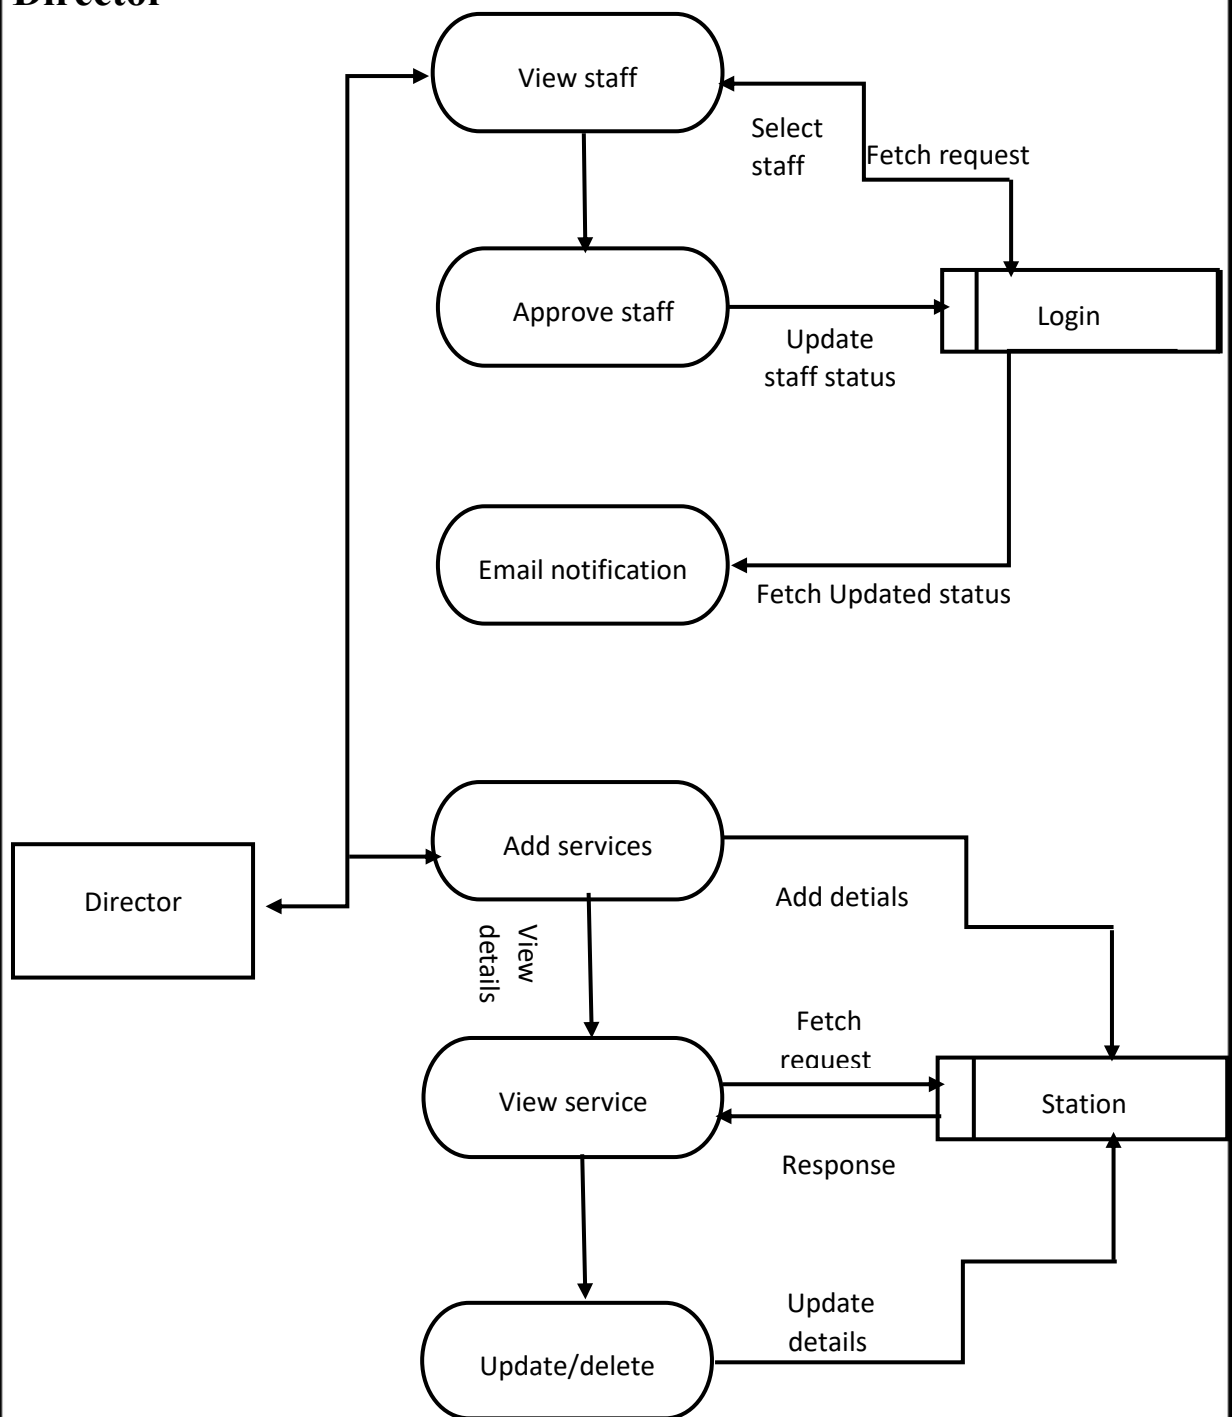 Director
View staff
Select
staff
Fetch request
Approve staff
Login
Update
staff status
Email notification
Fetch Updated status
Add services
Director
Add detials
View
details
Fetch
request
View service
Station
Response
Update
details
Update/delete